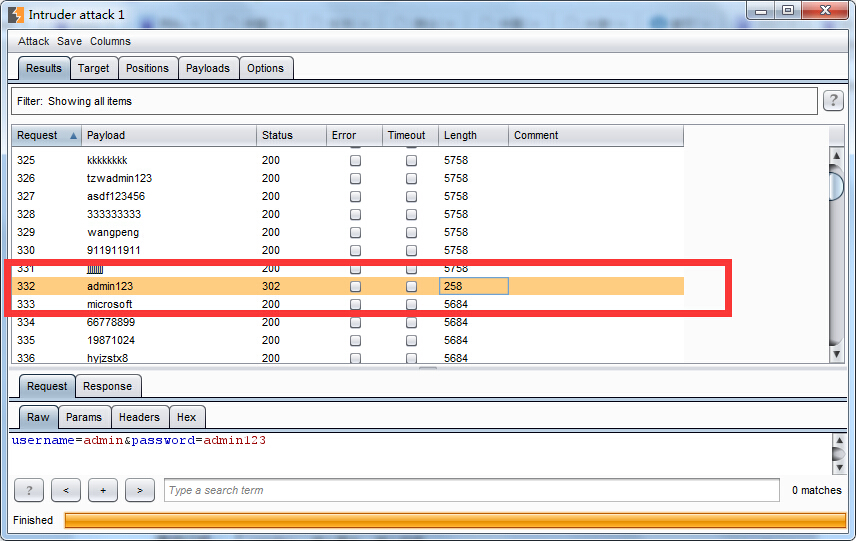 Intruder attack 1
Attack Save Columns
Results Target Positions Payloads Options
Filter: Showing all items ?
Request Payload Status Error Timeout Length Comment
325 kkkkkkkk 200 5758
326 tzwadmin123 200 5758
327 asdf123456 200 5758
328 333333333 200 5758
329 wangpeng 200 5758
330 911911911 200 5758
331 200 5758
332 admin123 302 258
333 microsoft 200 5684
334 66778899 200 5684
335 19871024 200 5684
336 hyjzstx8 200 5684
Request Response
Raw Params Headers Hex
username=admin&password=admin123
? < + > Type a search term 0 matches
Finished